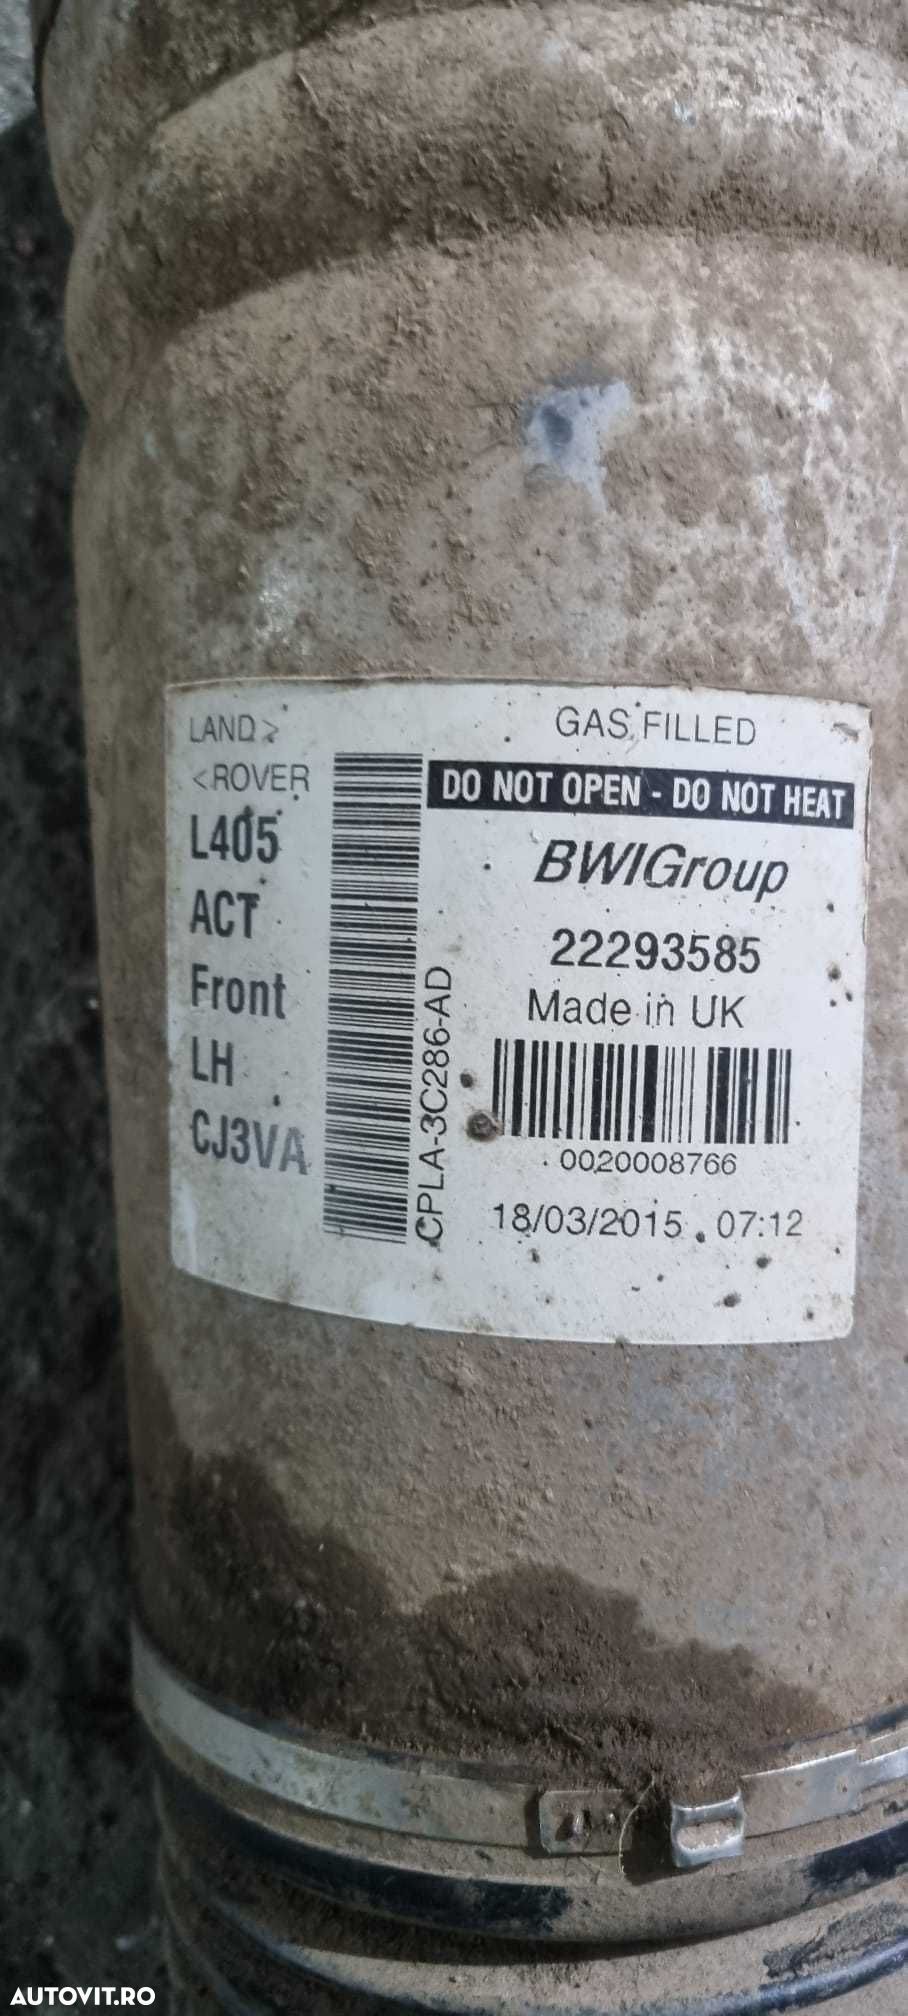 LAND>
<ROVER
L405
ACT
Front
LH
CJ3VA
CPLA-3C286-AD
GAS FILLED
DO NOT OPEN - DO NOT HEAT
BWIGroup
22293585
Made in UK
0020008766
18/03/2015 07:12
AUTOVIT.RO